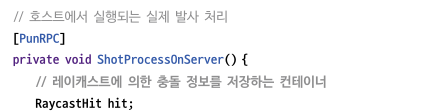 // 호스트에서 실행되는 실제 발사 처리
[PunRPC]
private void ShotProcessOnServer() {
// 레이캐스트에 의한 충돌 정보를 저장하는 컨테이너
RaycastHit hit;